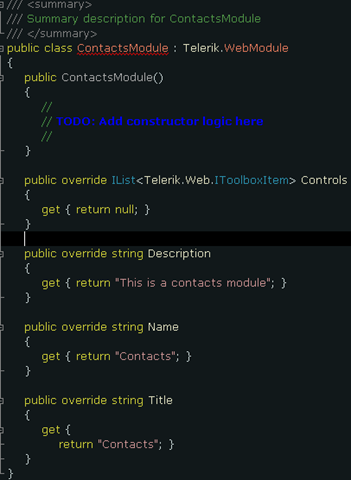 /// <summary>
/// Summary description for ContactsModule
/// </summary>
public class ContactsModule : Telerik.WebModule
{
public ContactsModule()
{
//
// TODO: Add constructor logic here
//
}
public override IList<Telerik.Web.IToolboxItem> Controls
{
get { return null; }
}
public override string Description
{
get { return "This is a contacts module"; }
}
public override string Name
{
get { return "Contacts"; }
}
public override string Title
{
get {
return "Contacts"; }
}
}